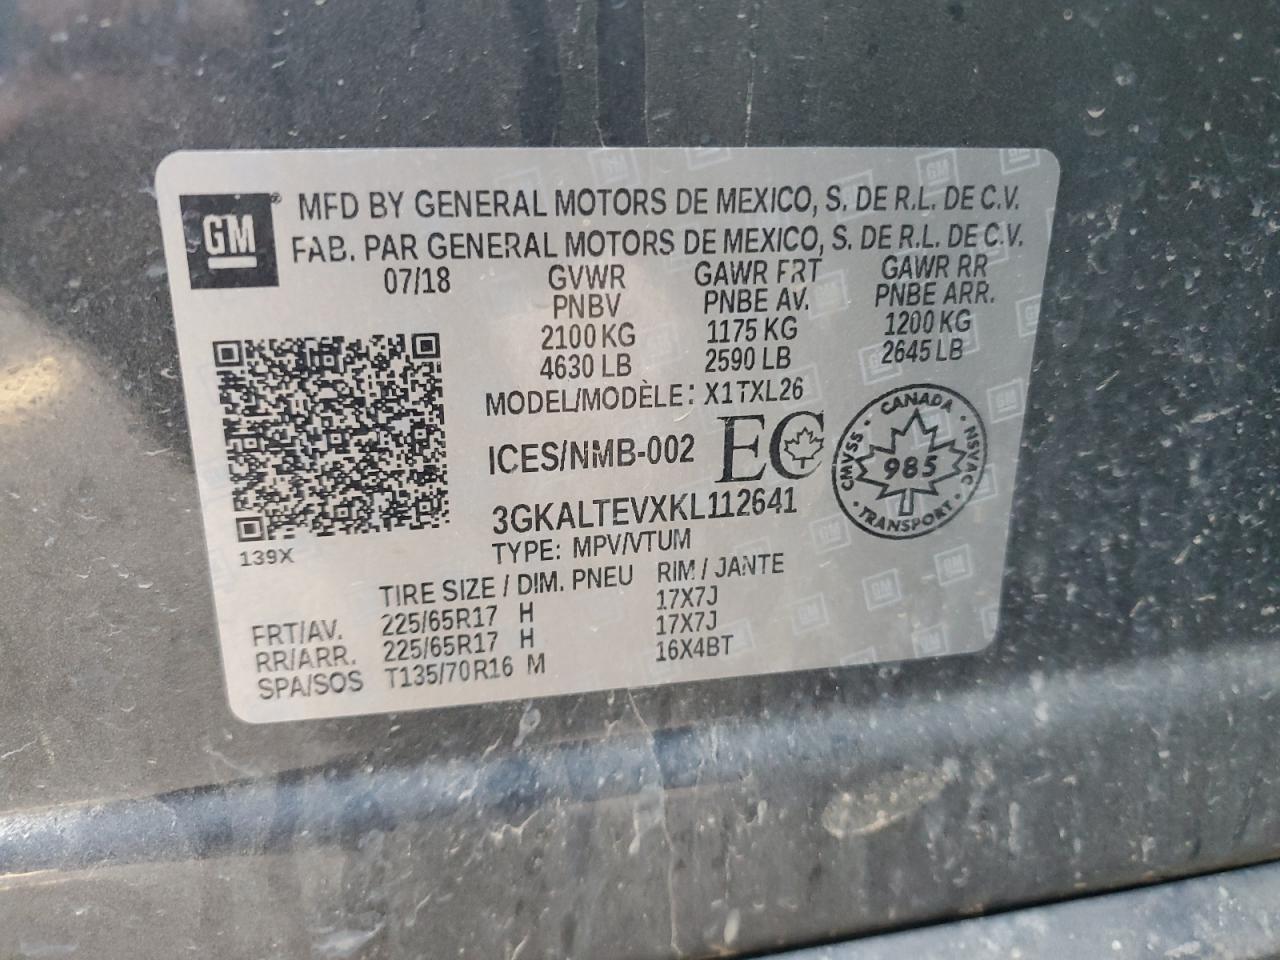 GM® MFD BY GENERAL MOTORS DE MEXICO, S. DE R.L. DE C.V.
FAB. PAR GENERAL MOTORS DE MEXICO, S. DE R.L. DE C.V.
07/18 GVWR GAWR FRT GAWR RR
PNBV PNBE AV. PNBE ARR.
2100 KG 1175 KG 1200 KG
4630 LB 2590 LB 2645 LB
MODEL/MODÈLE: X1TXL26
ICES/NMB-002 EC
CANADA
CMVSS 985 NSVAC
TRANSPORT
3GKALTEVXKL112641
139X TYPE: MPV/VTUM
TIRE SIZE / DIM. PNEU RIM / JANTE
FRT/AV. 225/65R17 H 17X7J
RR/ARR. 225/65R17 H 17X7J
SPA/SOS T135/70R16 M 16X4BT